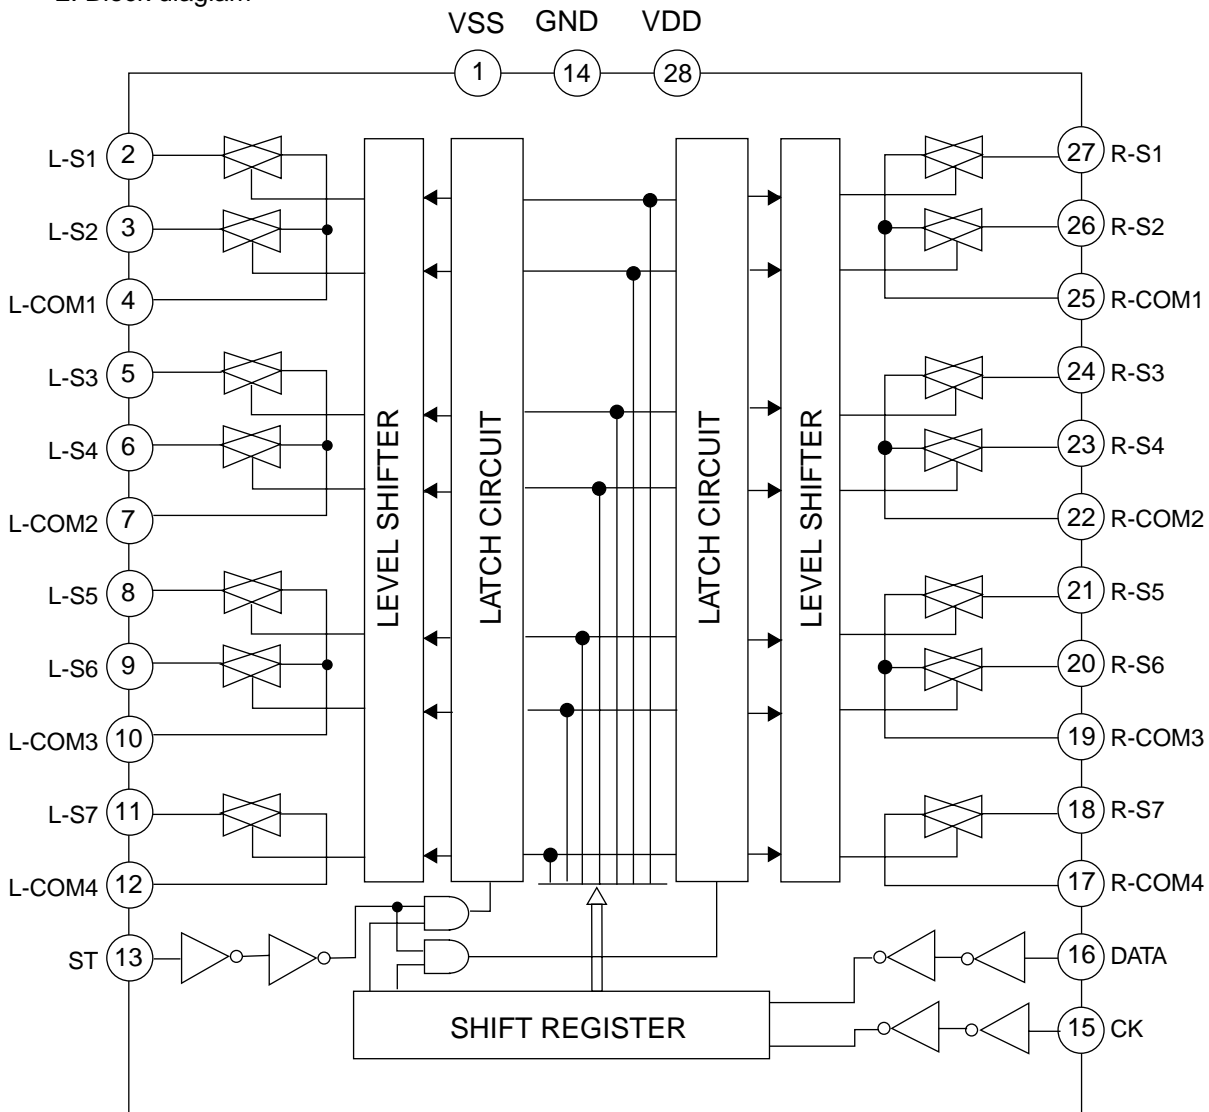 2. Block diagram
VSS GND VDD
1 14 28
L-S1 2
L-S2 3
L-COM1 4
L-S3 5
L-S4 6
L-COM2 7
L-S5 8
L-S6 9
L-COM3 10
L-S7 11
L-COM4 12
ST 13
LEVEL SHIFTER
LATCH CIRCUIT
LATCH CIRCUIT
LEVEL SHIFTER
27 R-S1
26 R-S2
25 R-COM1
24 R-S3
23 R-S4
22 R-COM2
21 R-S5
20 R-S6
19 R-COM3
18 R-S7
17 R-COM4
16 DATA
15 CK
SHIFT REGISTER